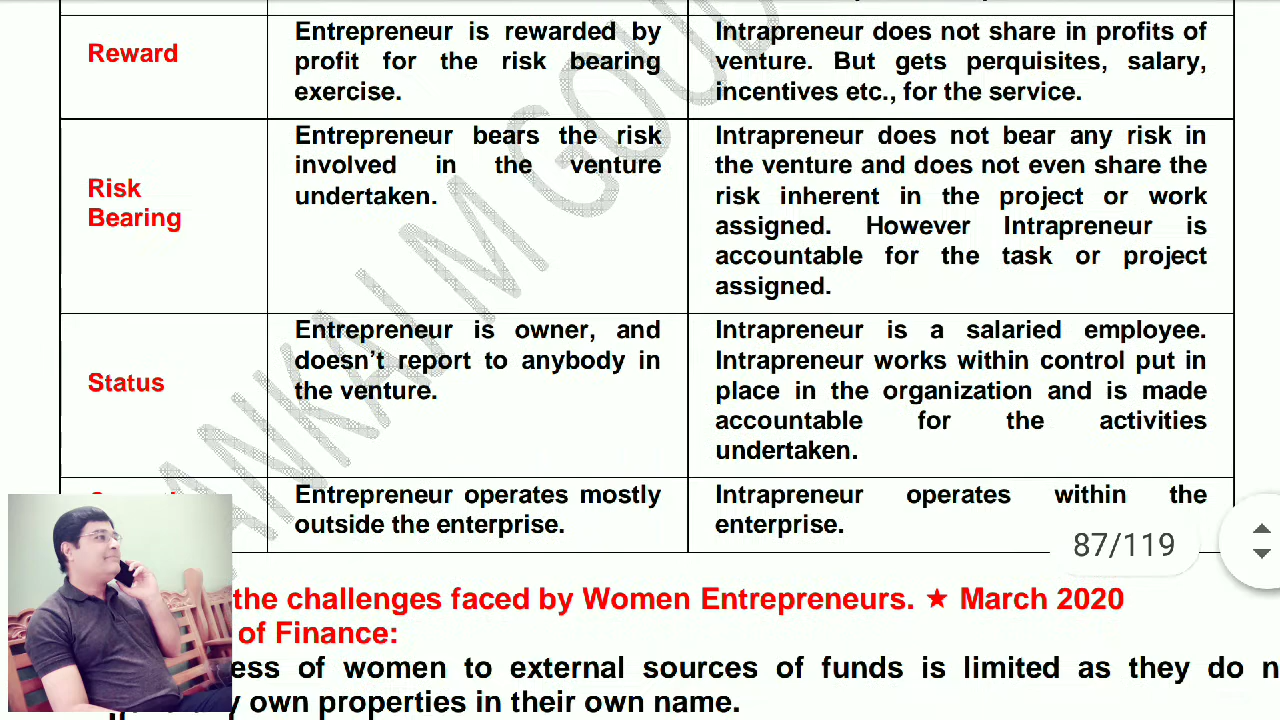 Reward
Entrepreneur is rewarded by
profit for the risk bearing
exercise.
Intrapreneur does not share in profits of
venture. But gets perquisites, salary,
incentives etc., for the service.
Risk
Bearing
Entrepreneur bears the risk
involved in the venture
undertaken.
Intrapreneur does not bear any risk in
the venture and does not even share the
risk inherent in the project or work
assigned. However Intrapreneur is
accountable for the task or project
assigned.
Status
Entrepreneur is owner, and
doesn't report to anybody in
the venture.
Intrapreneur is a salaried employee.
Intrapreneur works within control put in
place in the organization and is made
accountable for the activities
undertaken.
Entrepreneur operates mostly
outside the enterprise.
Intrapreneur operates within the
enterprise.
87/119
the challenges faced by Women Entrepreneurs. ★ March 2020
of Finance:
of women to external sources of funds is limited as they do
own properties in their own name.